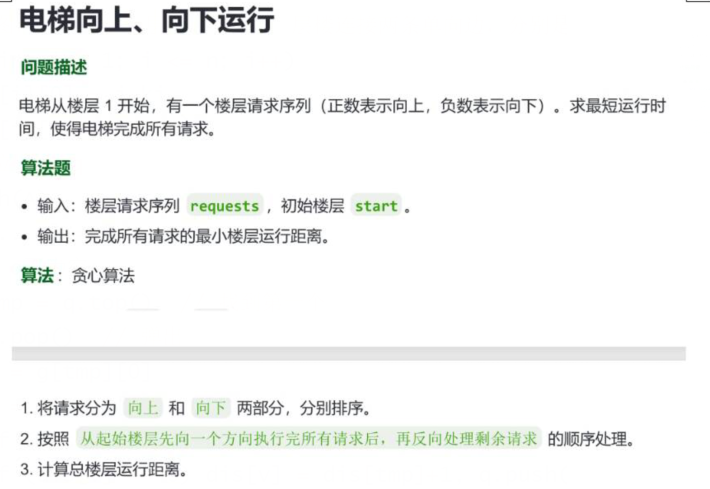 电梯向上、向下运行
问题描述
电梯从楼层 1 开始，有一个楼层请求序列（正数表示向上，负数表示向下）。求最短运行时
间，使得电梯完成所有请求。
算法题
• 输入：楼层请求序列 requests ，初始楼层 start 。
• 输出：完成所有请求的最小楼层运行距离。
算法：贪心算法
1. 将请求分为 向上 和 向下 两部分，分别排序。
2. 按照 从起始楼层先向一个方向执行完所有请求后，再反向处理剩余请求 的顺序处理。
3. 计算总楼层运行距离。